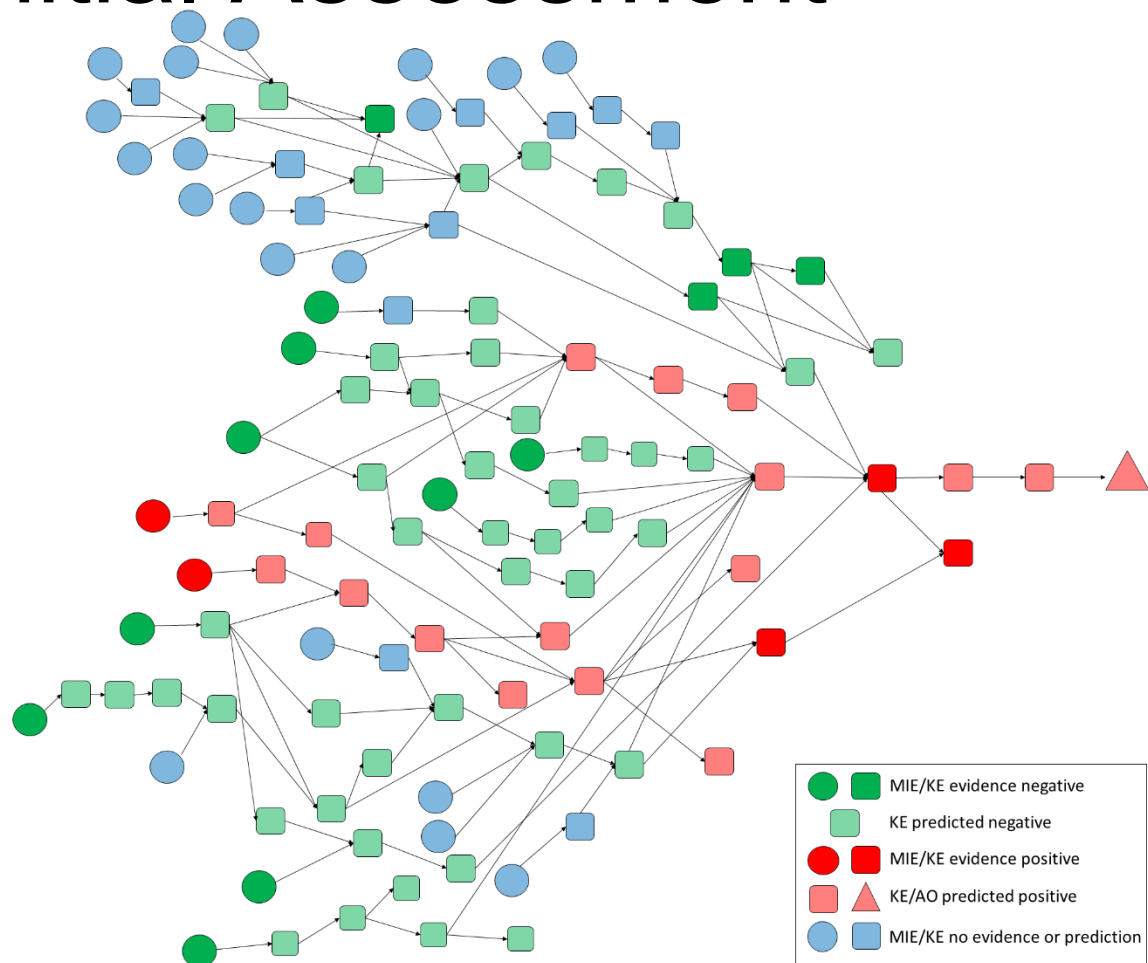 MIE/KE evidence negative
KE predicted negative
MIE/KE evidence positive
KE/AO predicted positive
MIE/KE no evidence or prediction